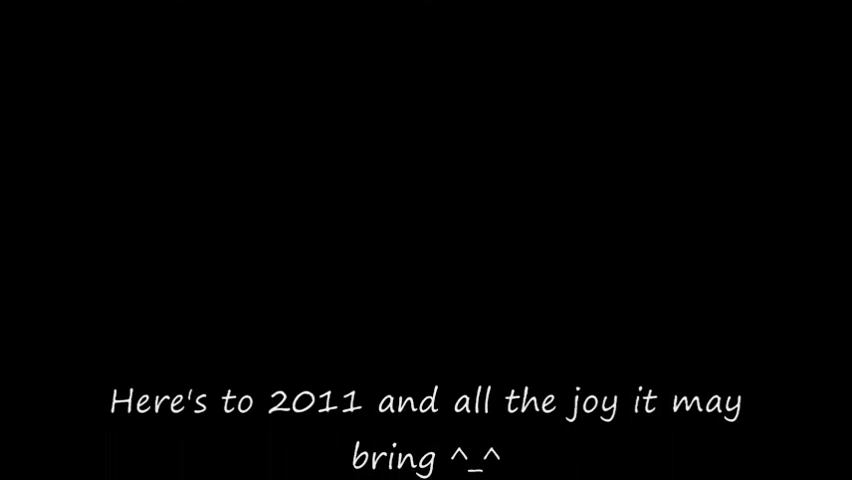 Here's to 2011 and all the joy it may
bring ^_^